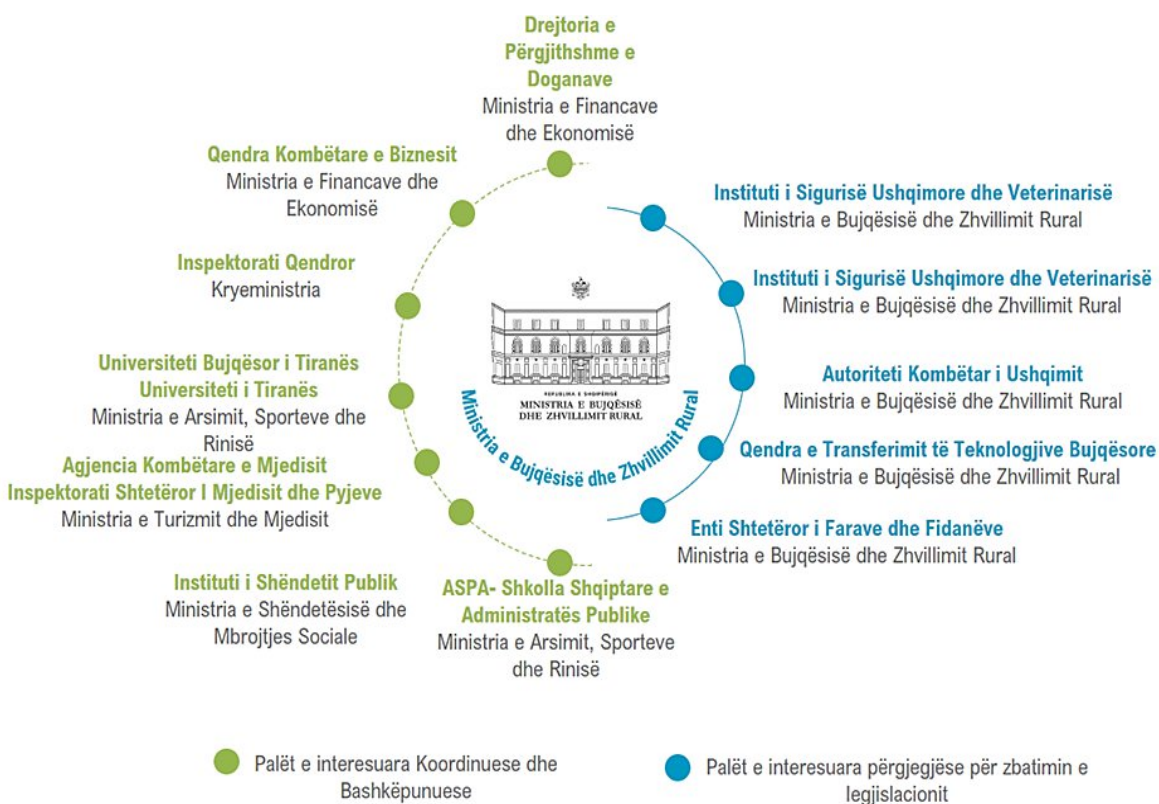 Drejtoria e
Përgjithshme e
Doganave
Ministria e Financave
dhe Ekonomisë
Qendra Kombëtare e Biznesit
Ministria e Financave dhe
Ekonomisë
Inspektorati Qendror
Kryeministria
Universiteti Bujqësor i Tiranës
Universiteti i Tiranës
Ministria e Arsimit, Sporteve dhe
Rinisë
Agjencia Kombëtare e Mjedisit
Inspektorati Shtetëror I Mjedisit dhe Pyjeve
Ministria e Turizmit dhe Mjedisit
Instituti i Shëndetit Publik
Ministria e Shëndetësisë dhe
Mbrojtjes Sociale
ASPA- Shkolla Shqiptare e
Administratës Publike
Ministria e Arsimit, Sporteve
dhe Rinisë
REPUBLIKA E SHQIPËRISË
MINISTRIA E BUJQËSISË
DHE ZHVILLIMIT RURAL
Ministria e Bujqësisë dhe Zhvillimit Rural
Instituti i Sigurisë Ushqimore dhe Veterinarisë
Ministria e Bujqësisë dhe Zhvillimit Rural
Instituti i Sigurisë Ushqimore dhe Veterinarisë
Ministria e Bujqësisë dhe Zhvillimit Rural
Autoriteti Kombëtar i Ushqimit
Ministria e Bujqësisë dhe Zhvillimit Rural
Qendra e Transferimit të Teknologjive Bujqësore
Ministria e Bujqësisë dhe Zhvillimit Rural
Enti Shtetëror i Farave dhe Fidanëve
Ministria e Bujqësisë dhe Zhvillimit Rural
Palët e interesuara Koordinuese dhe
Bashkëpunuese
Palët e interesuara përgjegjëse për zbatimin e
legjislacionit